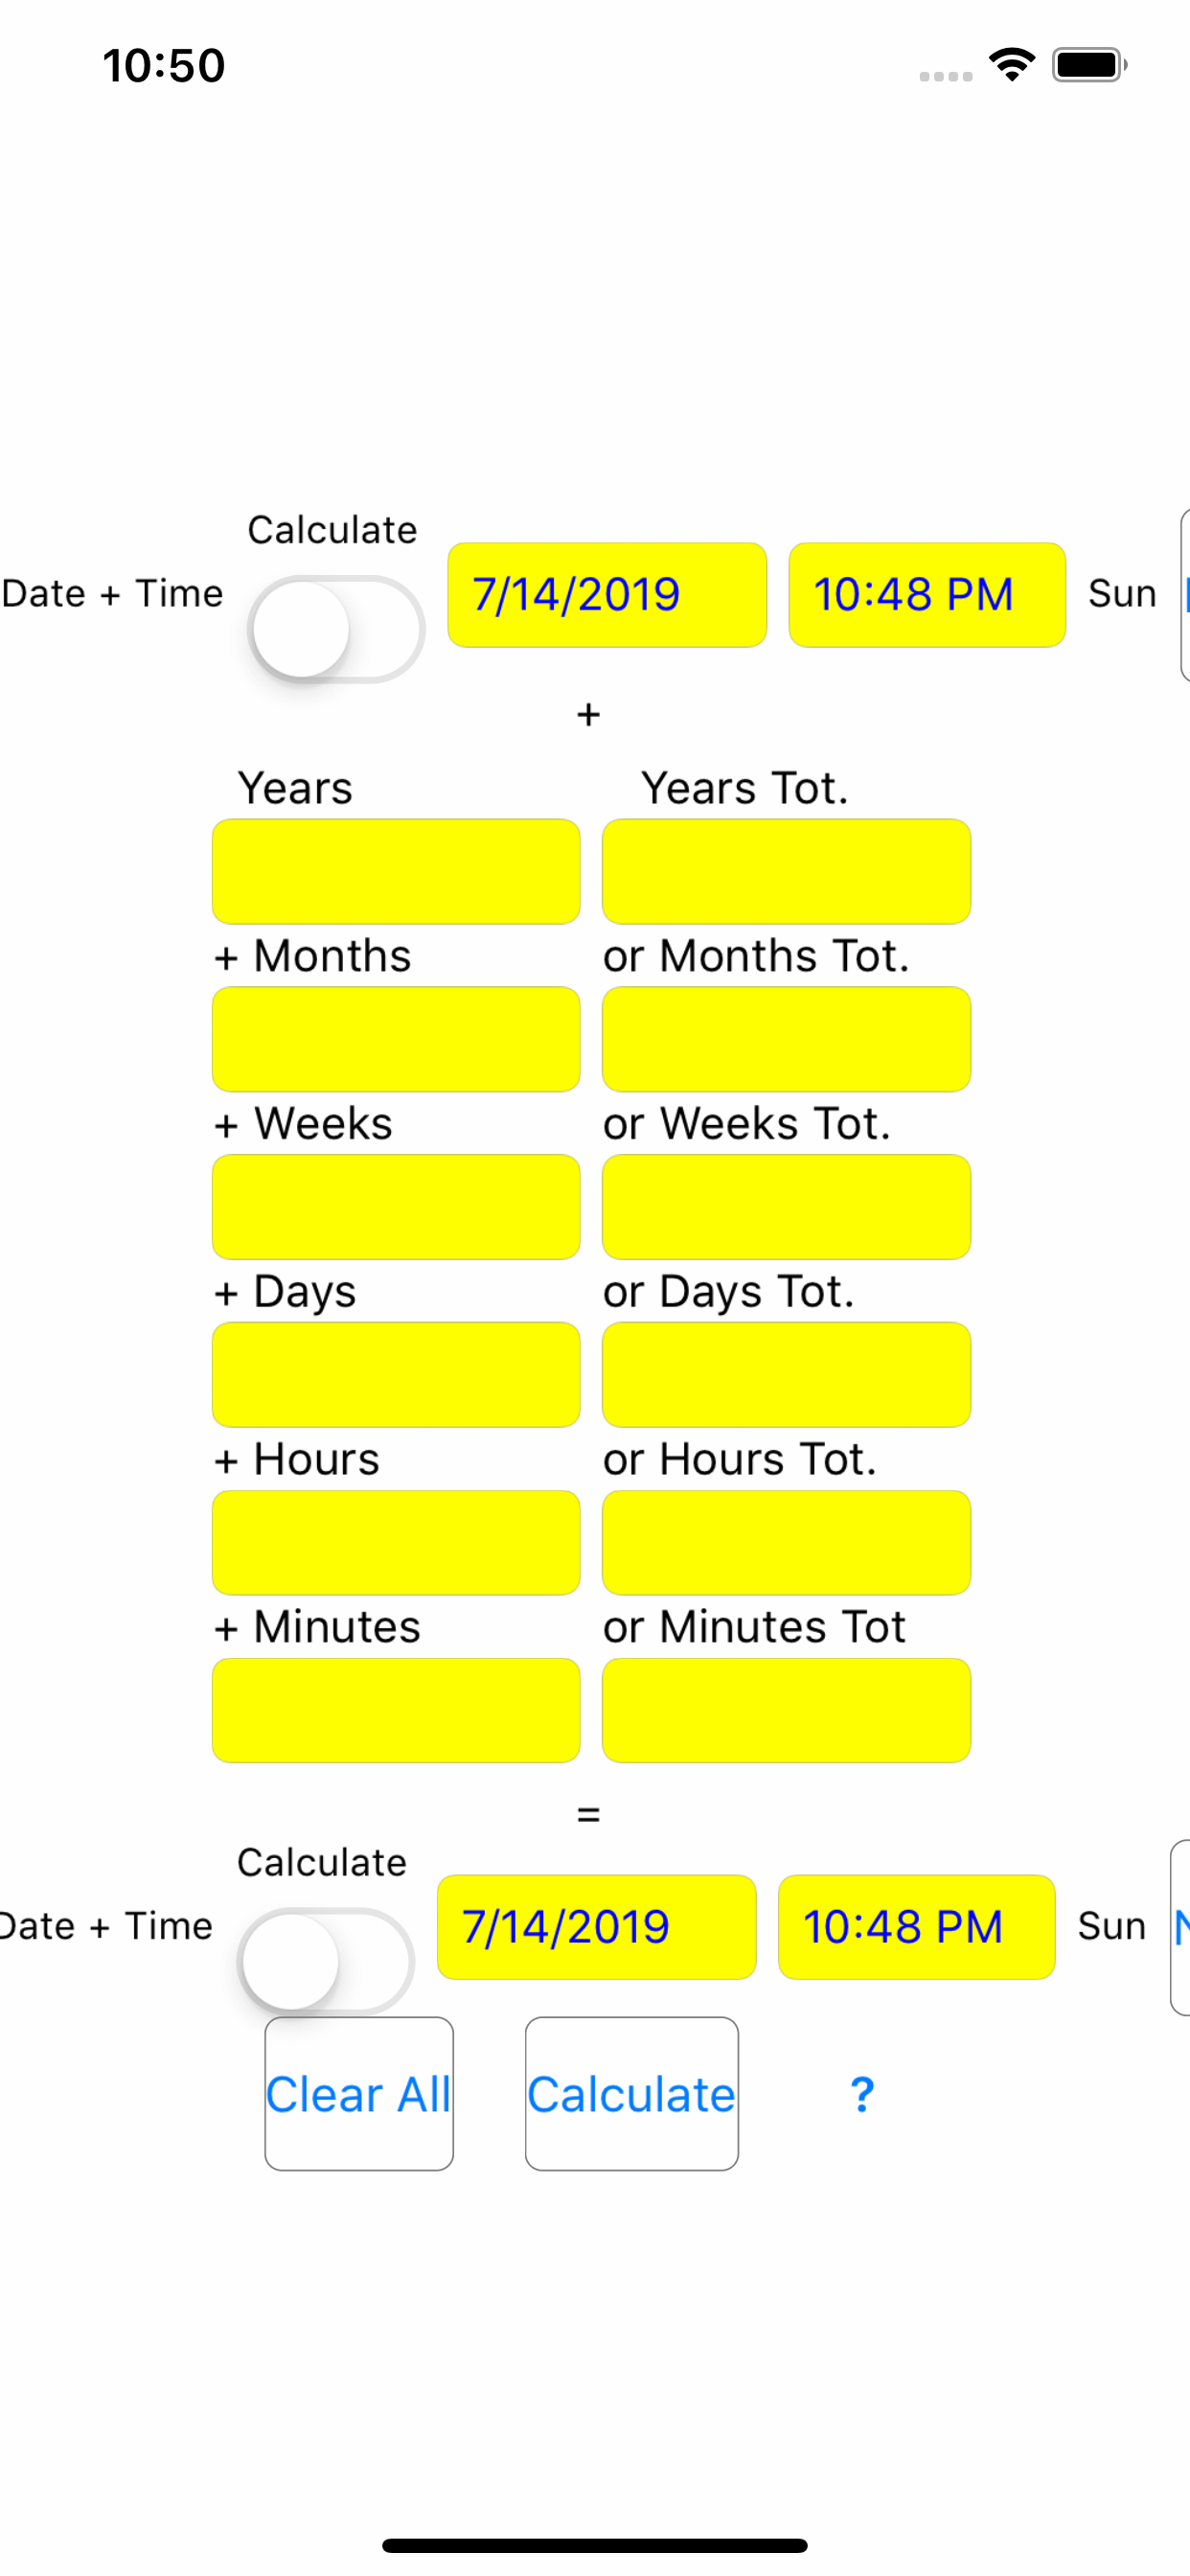 10:50
Calculate
Date + Time 7/14/2019 10:48 PM Sun
+
Years Years Tot.
+ Months or Months Tot.
+ Weeks or Weeks Tot.
+ Days or Days Tot.
+ Hours or Hours Tot.
+ Minutes or Minutes Tot
=
Calculate
Date + Time 7/14/2019 10:48 PM Sun
Clear All Calculate ?